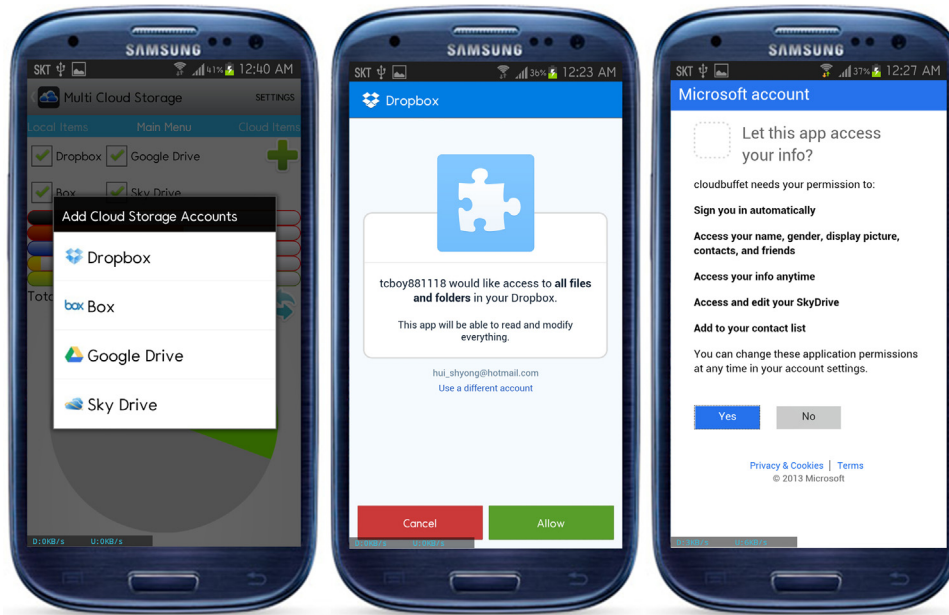 SAMSUNG
SKT 41% 12:40 AM
Multi Cloud Storage SETTINGS
Local Items Main Menu Cloud Items
Dropbox Google Drive
Box Sky Drive
Add Cloud Storage Accounts
Dropbox
box Box
Google Drive
Sky Drive
D:0KB/s U:0KB/s
SAMSUNG
SKT 36% 12:23 AM
Dropbox
tcboy881118 would like access to all files
and folders in your Dropbox.
This app will be able to read and modify
everything.
hui_shyong@hotmail.com
Use a different account
Cancel Allow
D:0KB/s U:0KB/s
SAMSUNG
SKT 37% 12:27 AM
Microsoft account
Let this app access
your info?
cloudbuffet needs your permission to:
Sign you in automatically
Access your name, gender, display picture,
contacts, and friends
Access your info anytime
Access and edit your SkyDrive
Add to your contact list
You can change these application permissions
at any time in your account settings.
Yes No
Privacy & Cookies | Terms
© 2013 Microsoft